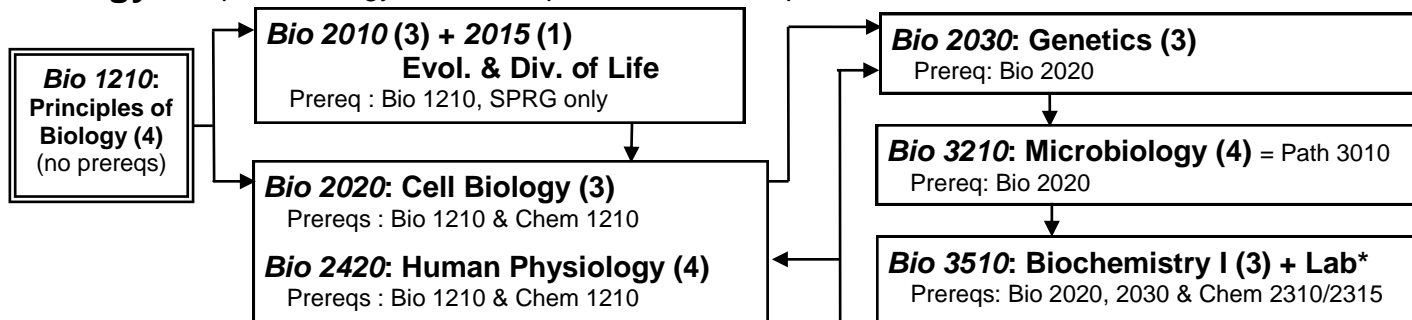 Bio 1210:
Principles of
Biology (4)
(no prereqs)
Bio 2010 (3) + 2015 (1)
Evol. & Div. of Life
Prereq : Bio 1210, SPRG only
Bio 2020: Cell Biology (3)
Prereqs : Bio 1210 & Chem 1210
Bio 2420: Human Physiology (4)
Prereqs : Bio 1210 & Chem 1210
Bio 2030: Genetics (3)
Prereq: Bio 2020
Bio 3210: Microbiology (4) = Path 3010
Prereq: Bio 2020
Bio 3510: Biochemistry I (3) + Lab*
Prereqs: Bio 2020, 2030 & Chem 2310/2315